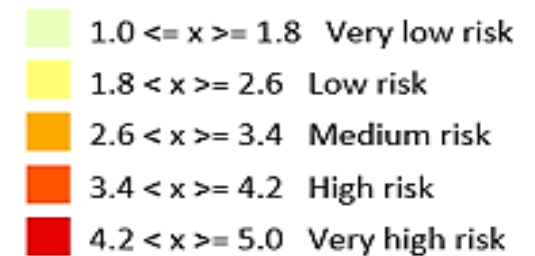 1.0 <= x >= 1.8 Very low risk
1.8 < x >= 2.6 Low risk
2.6 < x >= 3.4 Medium risk
3.4 < x >= 4.2 High risk
4.2 < x >= 5.0 Very high risk